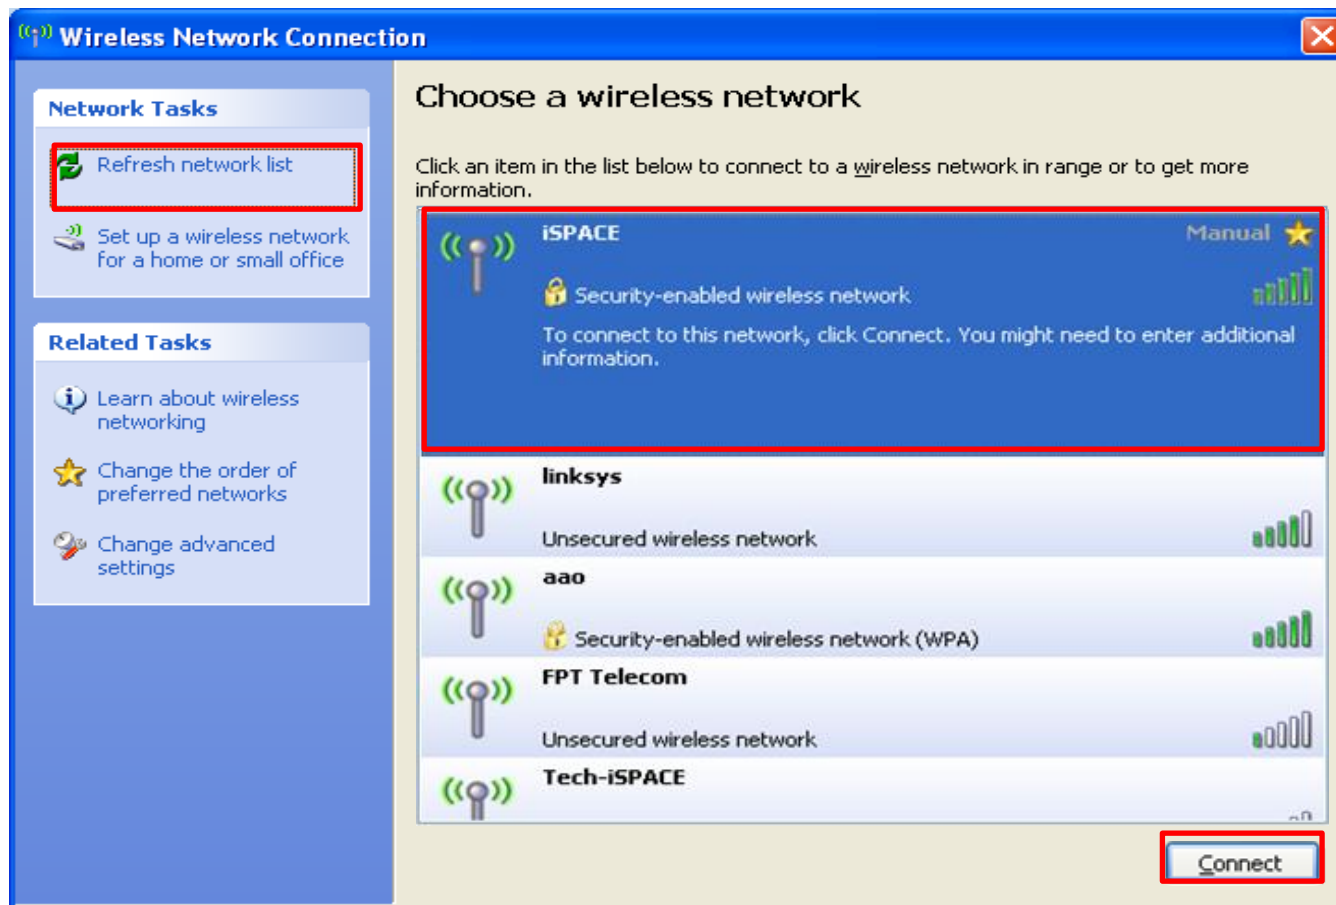 Wireless Network Connection
Network Tasks
Refresh network list
Set up a wireless network
for a home or small office
Related Tasks
Learn about wireless
networking
Change the order of
preferred networks
Change advanced
settings
Choose a wireless network
Click an item in the list below to connect to a wireless network in range or to get more
information.
iSPACE
Manual
Security-enabled wireless network
To connect to this network, click Connect. You might need to enter additional
information.
linksys
Unsecured wireless network
aao
Security-enabled wireless network (WPA)
FPT Telecom
Unsecured wireless network
Tech-iSPACE
Connect